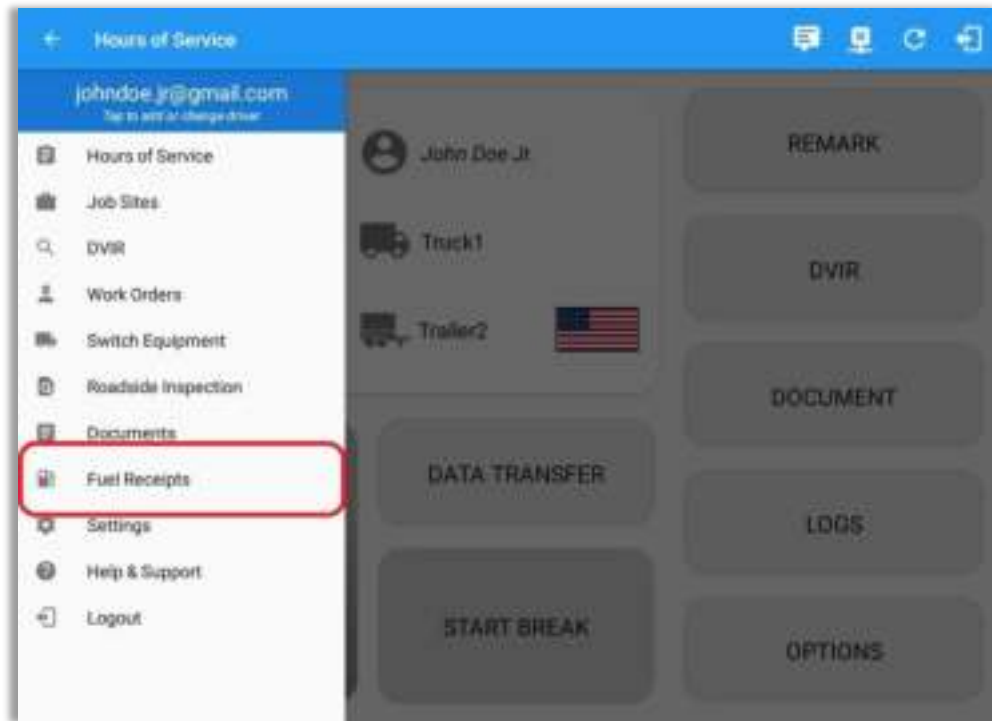 Hours of Service
johndoe.jr@gmail.com
Tap to add or change driver
Hours of Service
Job Sites
DVIR
Work Orders
Switch Equipment
Roadside Inspection
Documents
Fuel Receipts
Settings
Help & Support
Logout
John Doe Jr.
Truck1
Trailer2
DATA TRANSFER
START BREAK
REMARK
DVIR
DOCUMENT
LOGS
OPTIONS